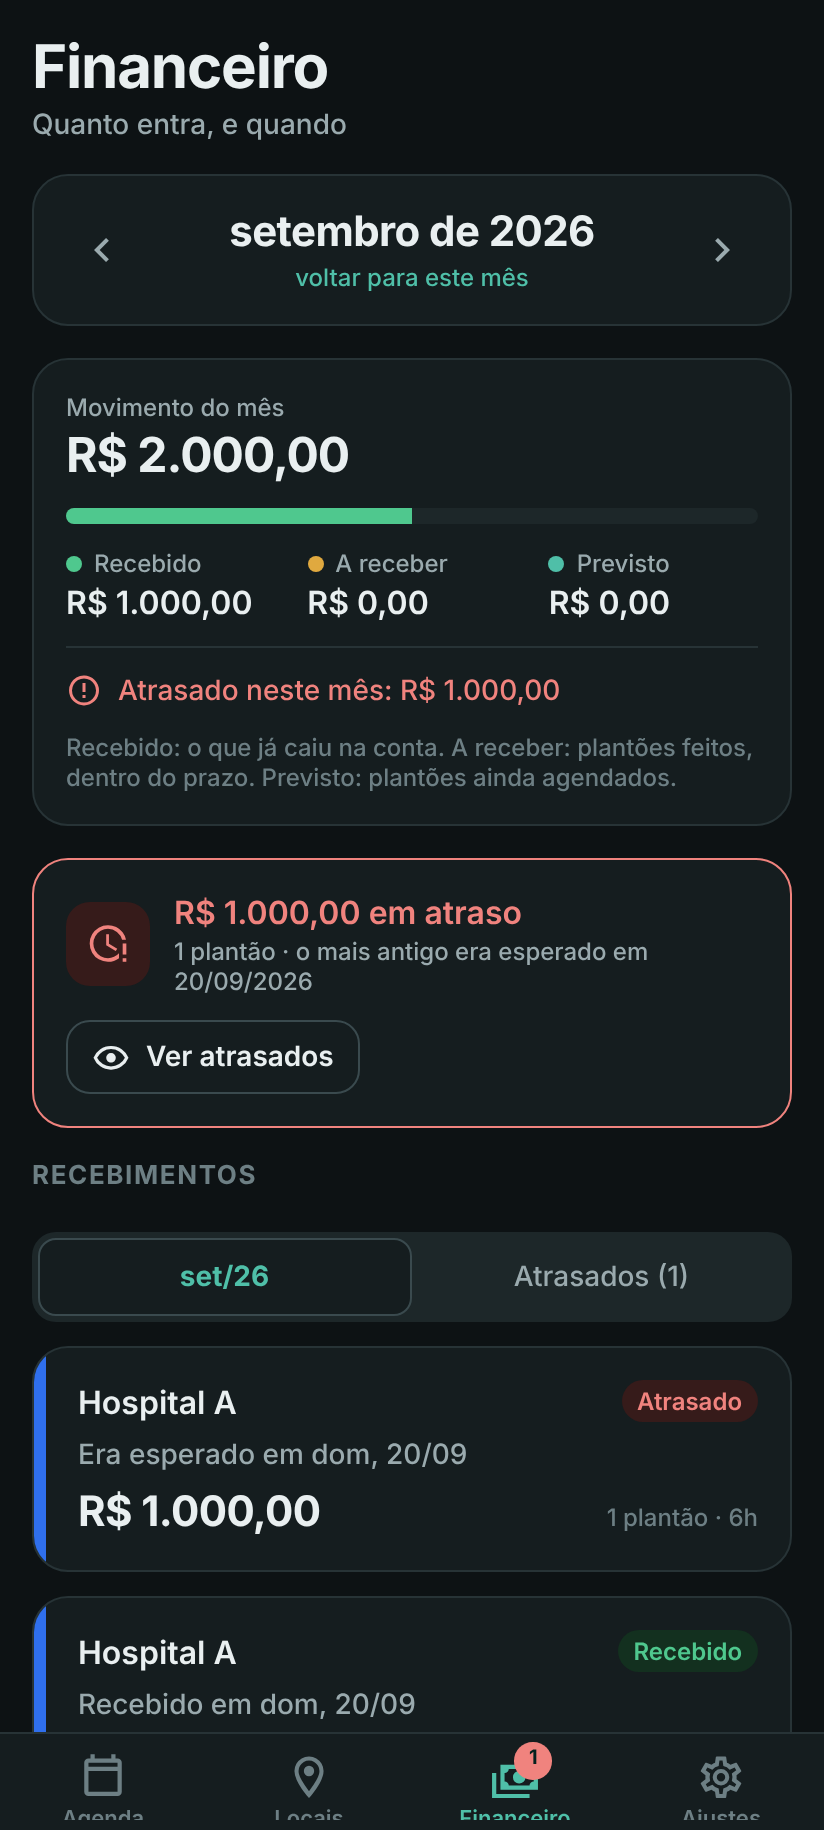 Financeiro
Quanto entra, e quando
setembro de 2026
voltar para este mês
Movimento do mês
R$ 2.000,00
Recebido
A receber
Previsto
R$ 1.000,00
R$ 0,00
R$ 0,00
Atrasado neste mês: R$ 1.000,00
Recebido: o que já caiu na conta. A receber: plantões feitos,
dentro do prazo. Previsto: plantões ainda agendados.
R$ 1.000,00 em atraso
1 plantão · o mais antigo era esperado em
20/09/2026
Ver atrasados
RECEBIMENTOS
set/26
Atrasados (1)
Hospital A
Atrasado
Era esperado em dom, 20/09
R$ 1.000,00
1 plantão · 6h
Hospital A
Recebido
Recebido em dom, 20/09
1
Agenda
Locais
Financeiro
Ajustes